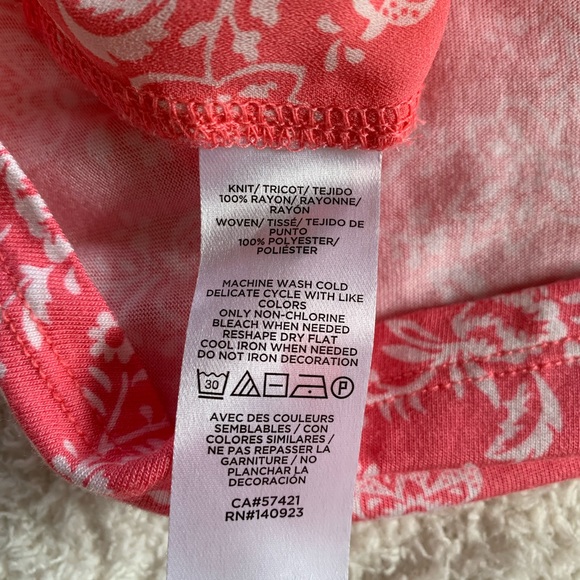 KNIT/ TRICOT/ TEJIDO
100% RAYON/ RAYONNE/
RAYÓN
WOVEN/ TISSÉ/ TEJIDO DE
PUNTO
100% POLYESTER/
POLIÉSTER
MACHINE WASH COLD
DELICATE CYCLE WITH LIKE
COLORS
ONLY NON-CHLORINE
BLEACH WHEN NEEDED
RESHAPE DRY FLAT
COOL IRON WHEN NEEDED
DO NOT IRON DECORATION
30 P
AVEC DES COULEURS
SEMBLABLES / CON
COLORES SIMILARES /
NE PAS REPASSER LA
GARNITURE / NO
PLANCHAR LA
DECORACIÓN
CA#57421
RN#140923